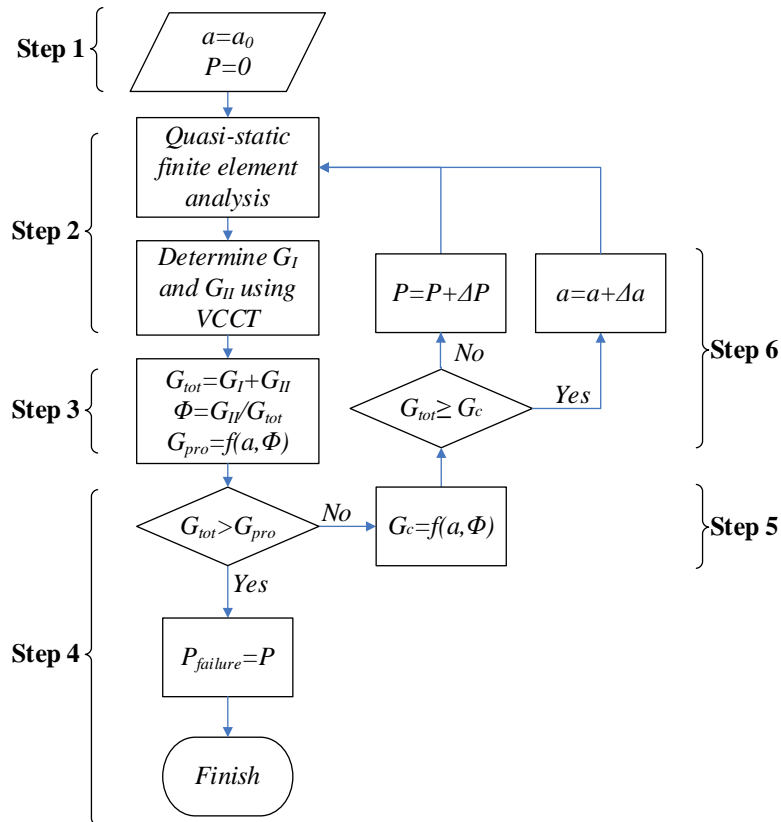 Step 1
a=a0
P=0
Step 2
Quasi-static
finite element
analysis
Determine GI
and GII using
VCCT
Step 3
Gtot=GI+GII
Φ=GII/Gtot
Gpro=f(a,Φ)
Step 4
Gtot>Gpro
No
Yes
Pfailure=P
Finish
Gc=f(a,Φ)
Step 5
Gtot≥ Gc
No
Yes
P=P+ΔP
a=a+Δa
Step 6